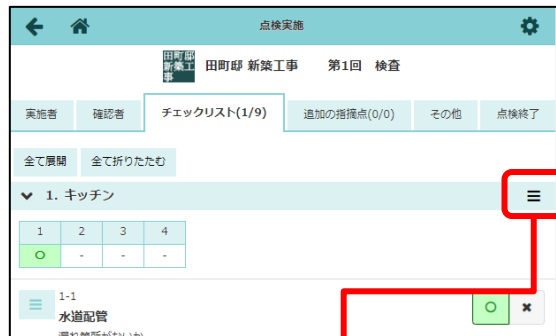 点検実施
田町邸
新築工
事
田町邸 新築工事 第1回 検査
実施者 確認者 チェックリスト(1/9) 追加の指摘点(0/0) その他 点検終了
全て展開 全て折りたたむ
1. キッチン
1 2 3 4
O - - -
1-1
水道配管
O ×